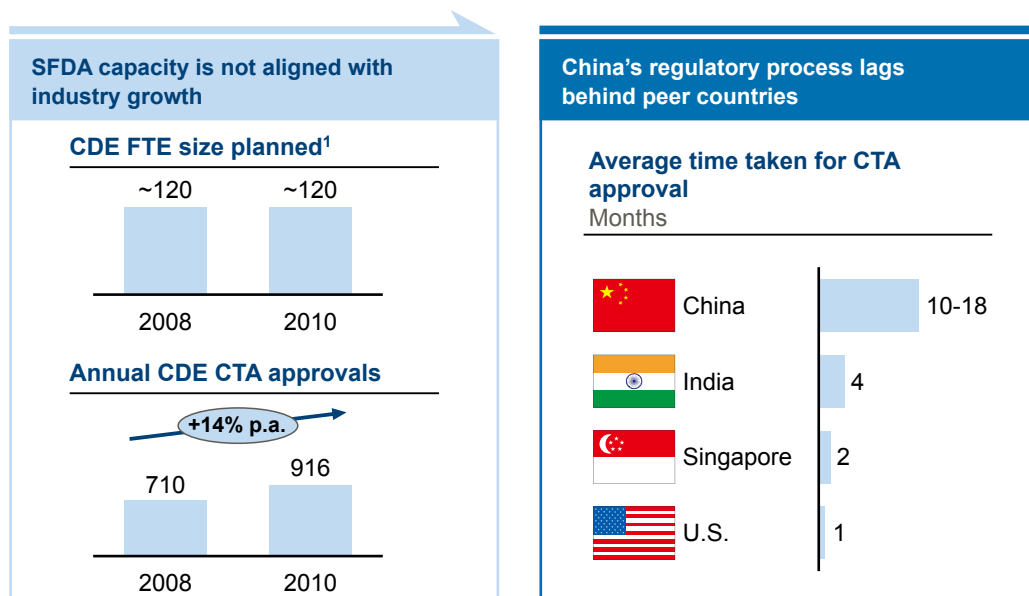 SFDA capacity is not aligned with
industry growth
CDE FTE size planned¹
~120
~120
2008
2010
Annual CDE CTA approvals
+14% p.a.
710
916
2008
2010
China’s regulatory process lags
behind peer countries
Average time taken for CTA
approval
Months
China
10-18
India
4
Singapore
2
U.S.
1